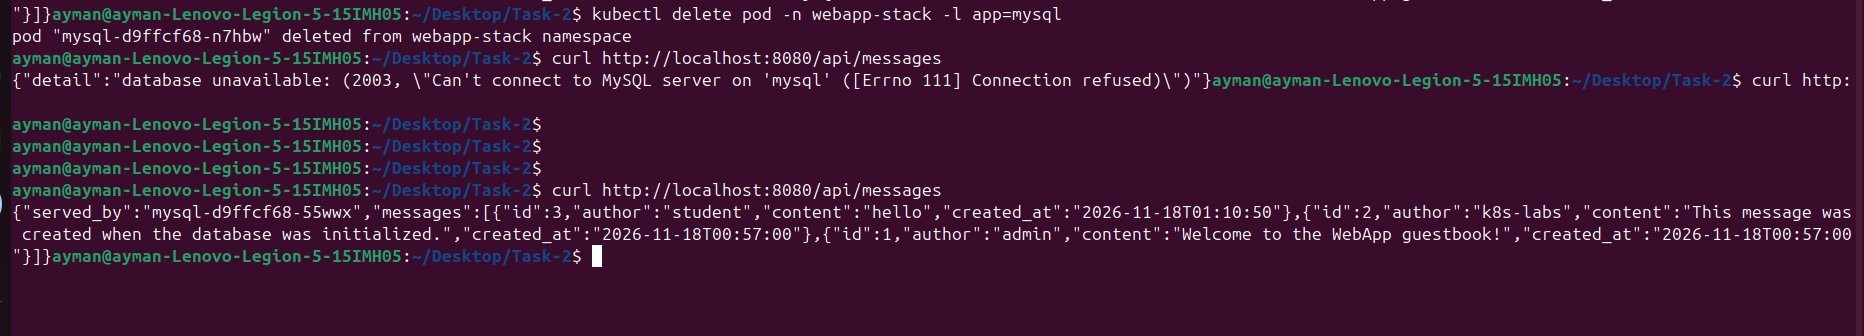 "}]}ayman@ayman-Lenovo-Legion-5-15IMH05:~/Desktop/Task-2$ kubectl delete pod -n webapp-stack -l app=mysql
pod "mysql-d9ffcf68-n7hbw" deleted from webapp-stack namespace
ayman@ayman-Lenovo-Legion-5-15IMH05:~/Desktop/Task-2$ curl http://localhost:8080/api/messages
{"detail":"database unavailable: (2003, \"Can't connect to MySQL server on 'mysql' ([Errno 111] Connection refused)\")"}ayman@ayman-Lenovo-Legion-5-15IMH05:~/Desktop/Task-2$ curl http:
ayman@ayman-Lenovo-Legion-5-15IMH05:~/Desktop/Task-2$
ayman@ayman-Lenovo-Legion-5-15IMH05:~/Desktop/Task-2$
ayman@ayman-Lenovo-Legion-5-15IMH05:~/Desktop/Task-2$
ayman@ayman-Lenovo-Legion-5-15IMH05:~/Desktop/Task-2$ curl http://localhost:8080/api/messages
{"served_by":"mysql-d9ffcf68-55wwx","messages":[{"id":3,"author":"student","content":"hello","created_at":"2026-11-18T01:10:50"},{"id":2,"author":"k8s-labs","content":"This message was
created when the database was initialized.","created_at":"2026-11-18T00:57:00"},{"id":1,"author":"admin","content":"Welcome to the WebApp guestbook!","created_at":"2026-11-18T00:57:00
"}]}ayman@ayman-Lenovo-Legion-5-15IMH05:~/Desktop/Task-2$